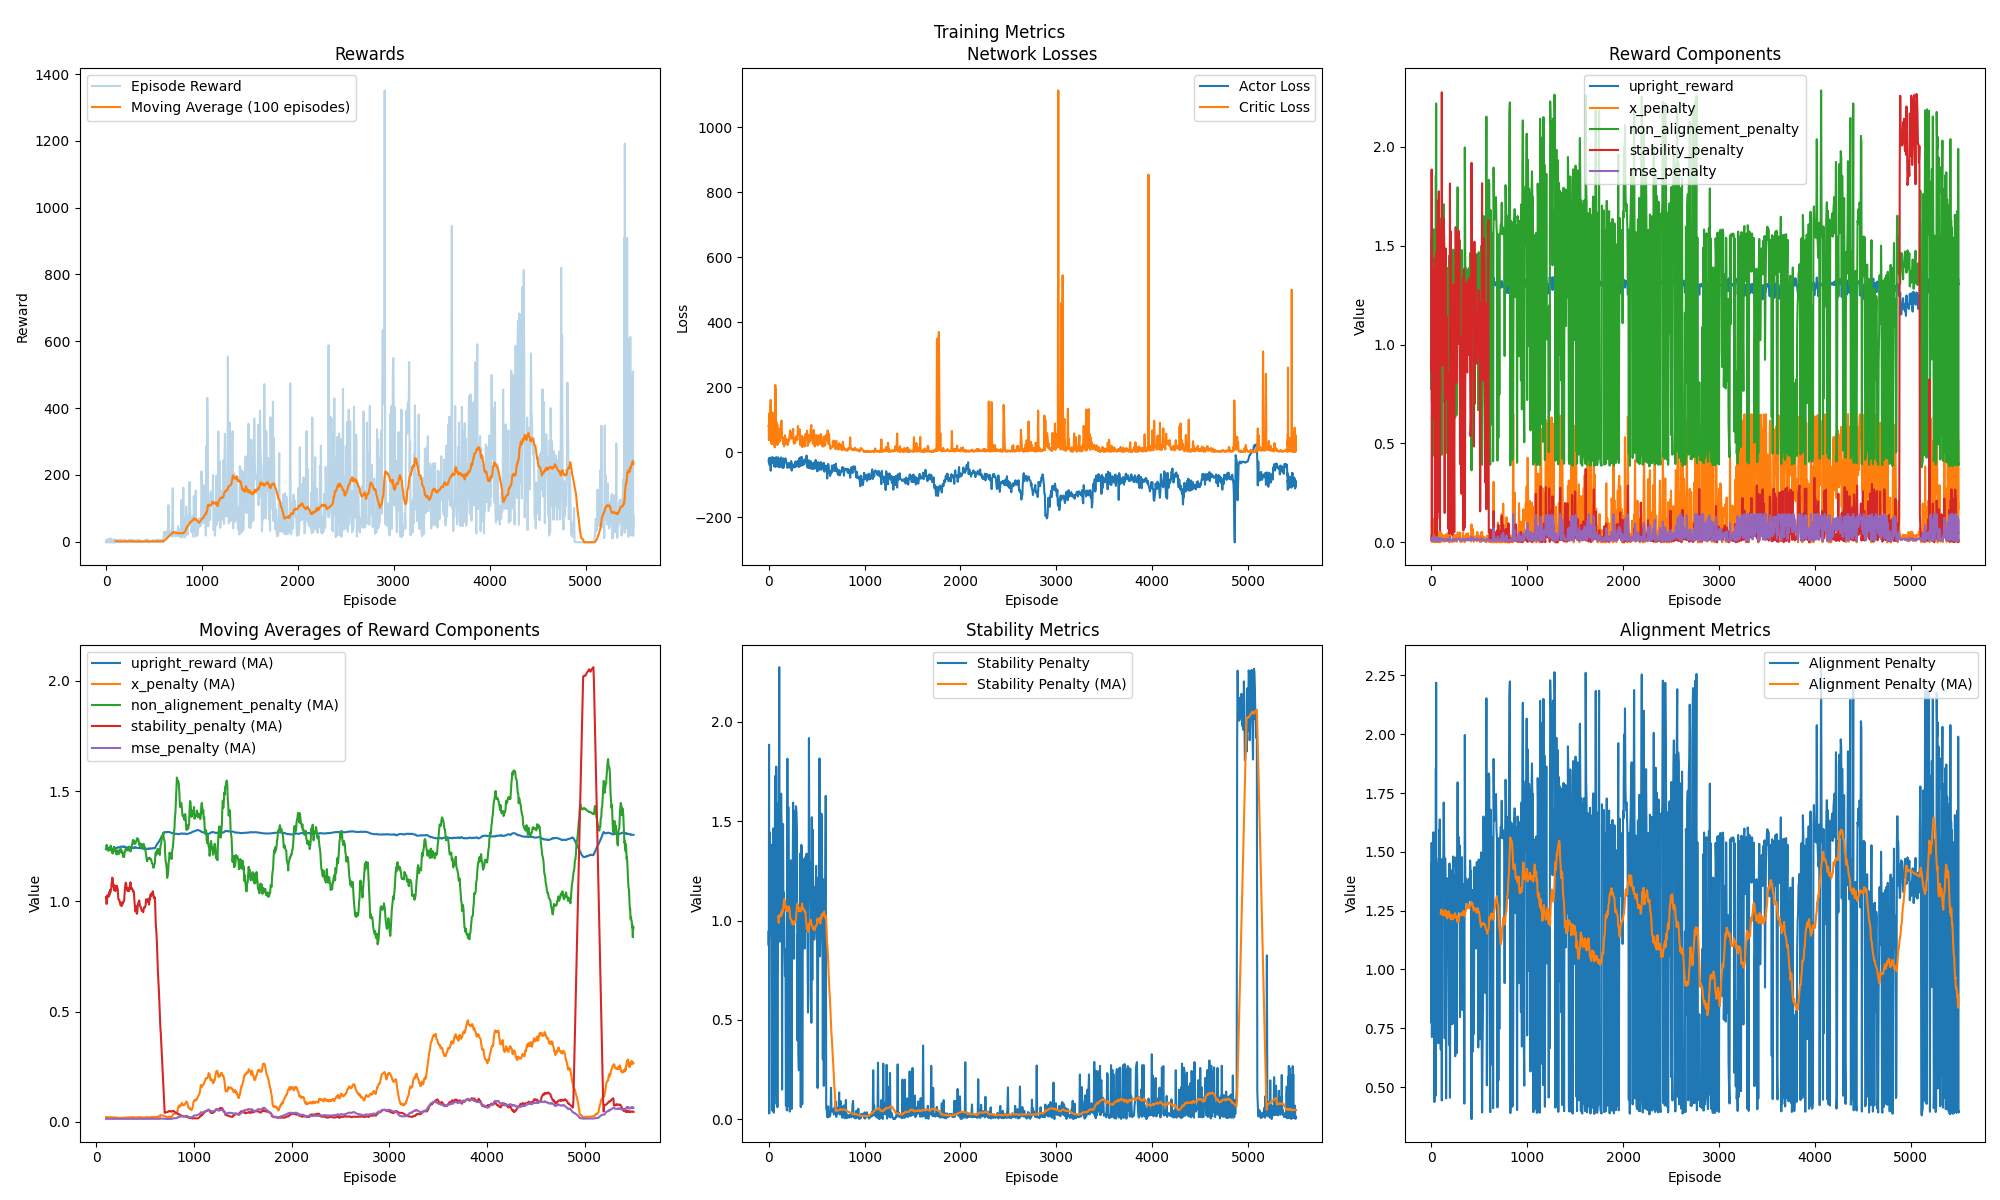 Training Metrics
Rewards
1400
1200
1000
800
600
400
200
0
Reward
Episode Reward
Moving Average (100 episodes)
0 1000 2000 3000 4000 5000
Episode
Network Losses
1000
800
600
400
200
0
−200
Loss
Actor Loss
Critic Loss
0 1000 2000 3000 4000 5000
Episode
Reward Components
2.0
1.5
1.0
0.5
0.0
Value
upright_reward
x_penalty
non_alignement_penalty
stability_penalty
mse_penalty
0 1000 2000 3000 4000 5000
Episode
Moving Averages of Reward Components
2.0
1.5
1.0
0.5
0.0
Value
upright_reward (MA)
x_penalty (MA)
non_alignement_penalty (MA)
stability_penalty (MA)
mse_penalty (MA)
0 1000 2000 3000 4000 5000
Episode
Stability Metrics
2.0
1.5
1.0
0.5
0.0
Value
Stability Penalty
Stability Penalty (MA)
0 1000 2000 3000 4000 5000
Episode
Alignment Metrics
2.25
2.00
1.75
1.50
1.25
1.00
0.75
0.50
Value
Alignment Penalty
Alignment Penalty (MA)
0 1000 2000 3000 4000 5000
Episode